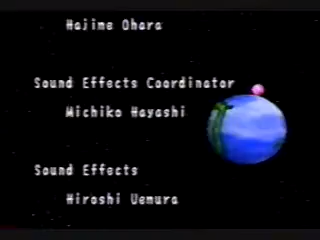 Hajime Ohara
Sound Effects Coordinator
Michiko Hayashi
Sound Effects
Hiroshi Uemura